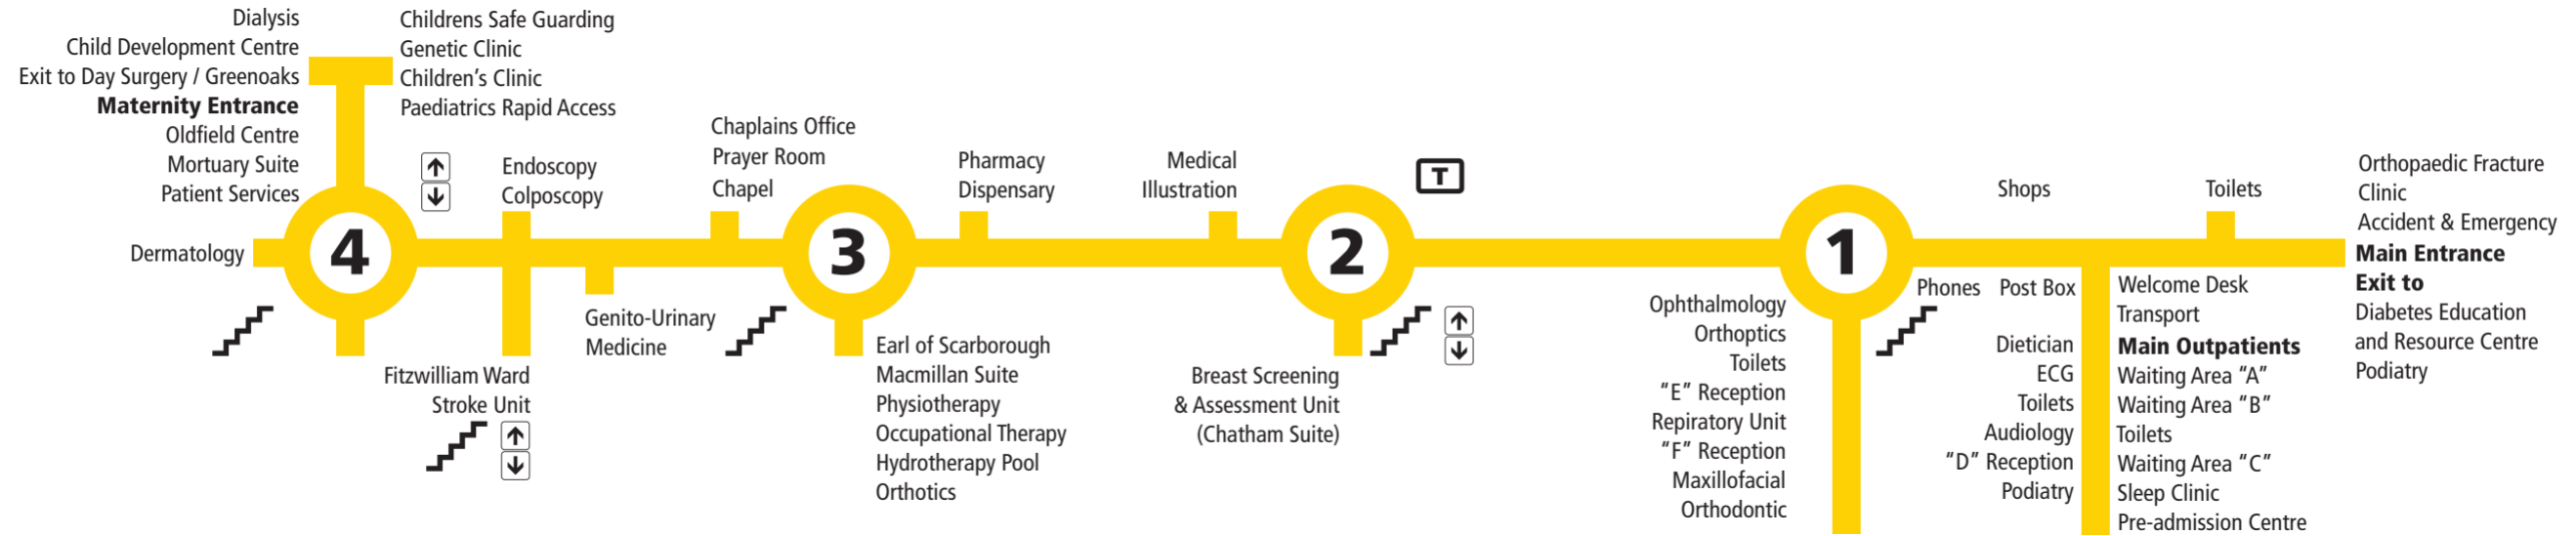 Dialysis
Child Development Centre
Exit to Day Surgery / Greenoaks
Maternity Entrance
Oldfield Centre
Mortuary Suite
Patient Services
Childrens Safe Guarding
Genetic Clinic
Children's Clinic
Paediatrics Rapid Access
Dermatology
4
Endoscopy
Colposcopy
Fitzwilliam Ward
Stroke Unit
Genito-Urinary
Medicine
Chaplains Office
Prayer Room
Chapel
3
Earl of Scarborough
Macmillan Suite
Physiotherapy
Occupational Therapy
Hydrotherapy Pool
Orthotics
Pharmacy
Dispensary
Medical
Illustration
2
T
Breast Screening
& Assessment Unit
(Chatham Suite)
1
Ophthalmology
Orthoptics
Toilets
"E" Reception
Repiratory Unit
"F" Reception
Maxillofacial
Orthodontic
Shops
Phones
Post Box
Dietician
ECG
Toilets
Audiology
"D" Reception
Podiatry
Toilets
Welcome Desk
Transport
Main Outpatients
Waiting Area "A"
Waiting Area "B"
Toilets
Waiting Area "C"
Sleep Clinic
Pre-admission Centre
Orthopaedic Fracture
Clinic
Accident & Emergency
Main Entrance
Exit to
Diabetes Education
and Resource Centre
Podiatry